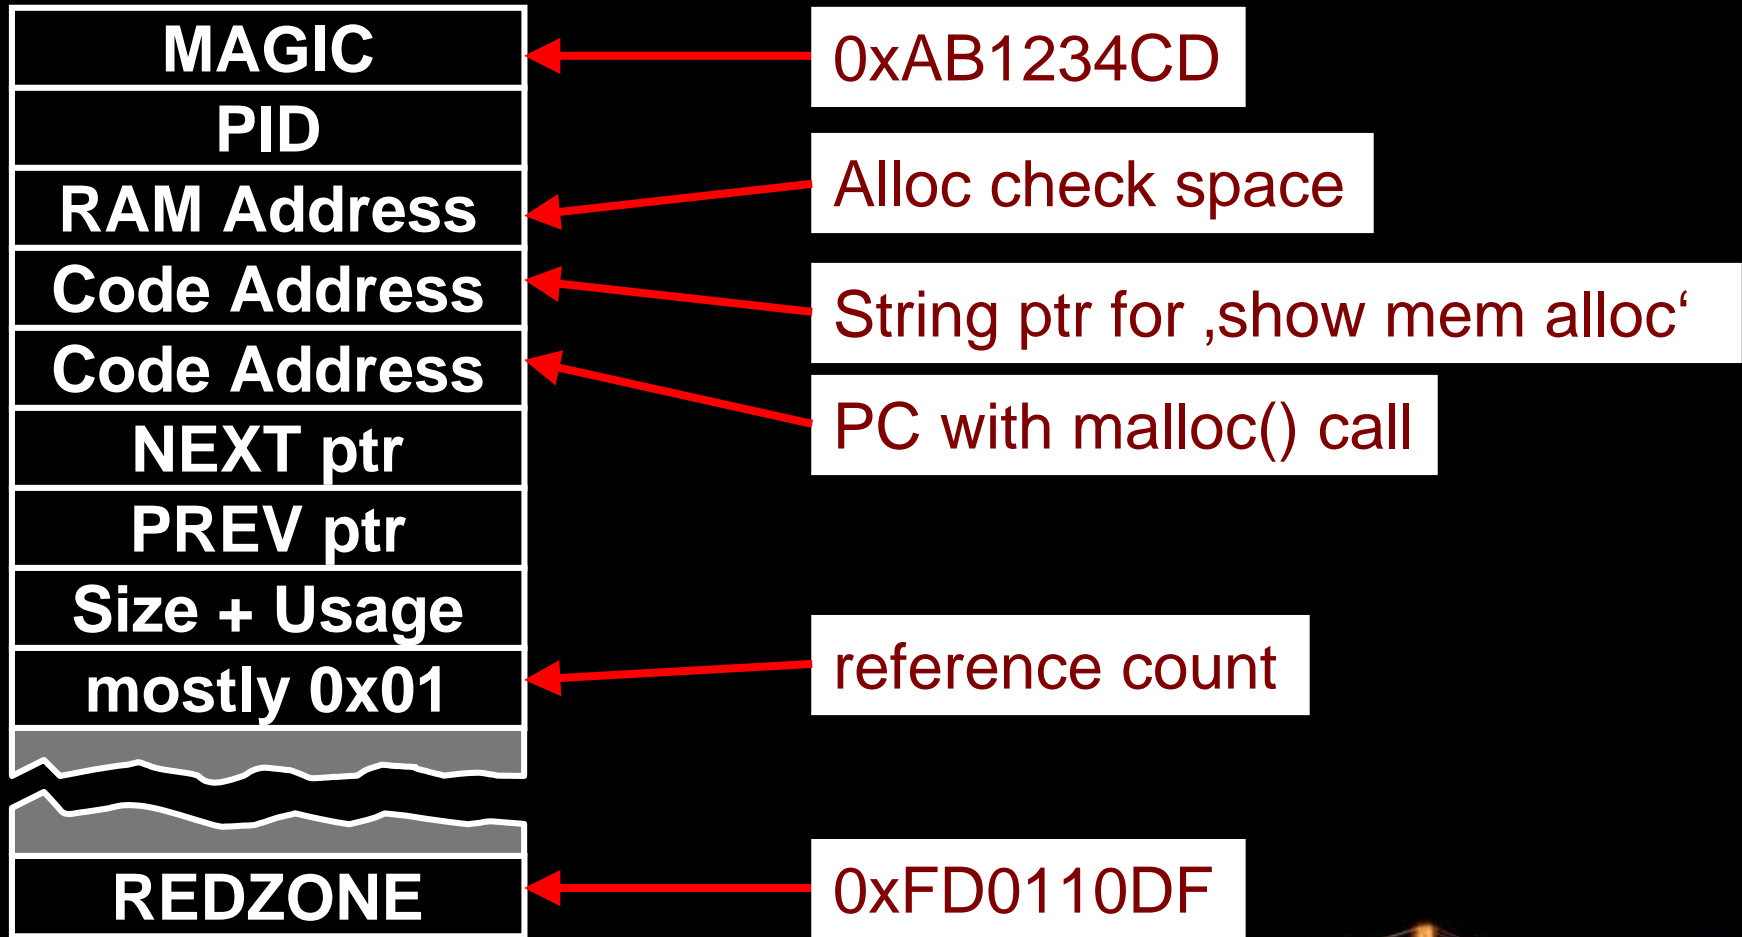 MAGIC
0xAB1234CD
PID
Alloc check space
RAM Address
Code Address
String ptr for ‚show mem alloc‘
Code Address
PC with malloc() call
NEXT ptr
PREV ptr
Size + Usage
mostly 0x01
reference count
REDZONE
0xFD0110DF